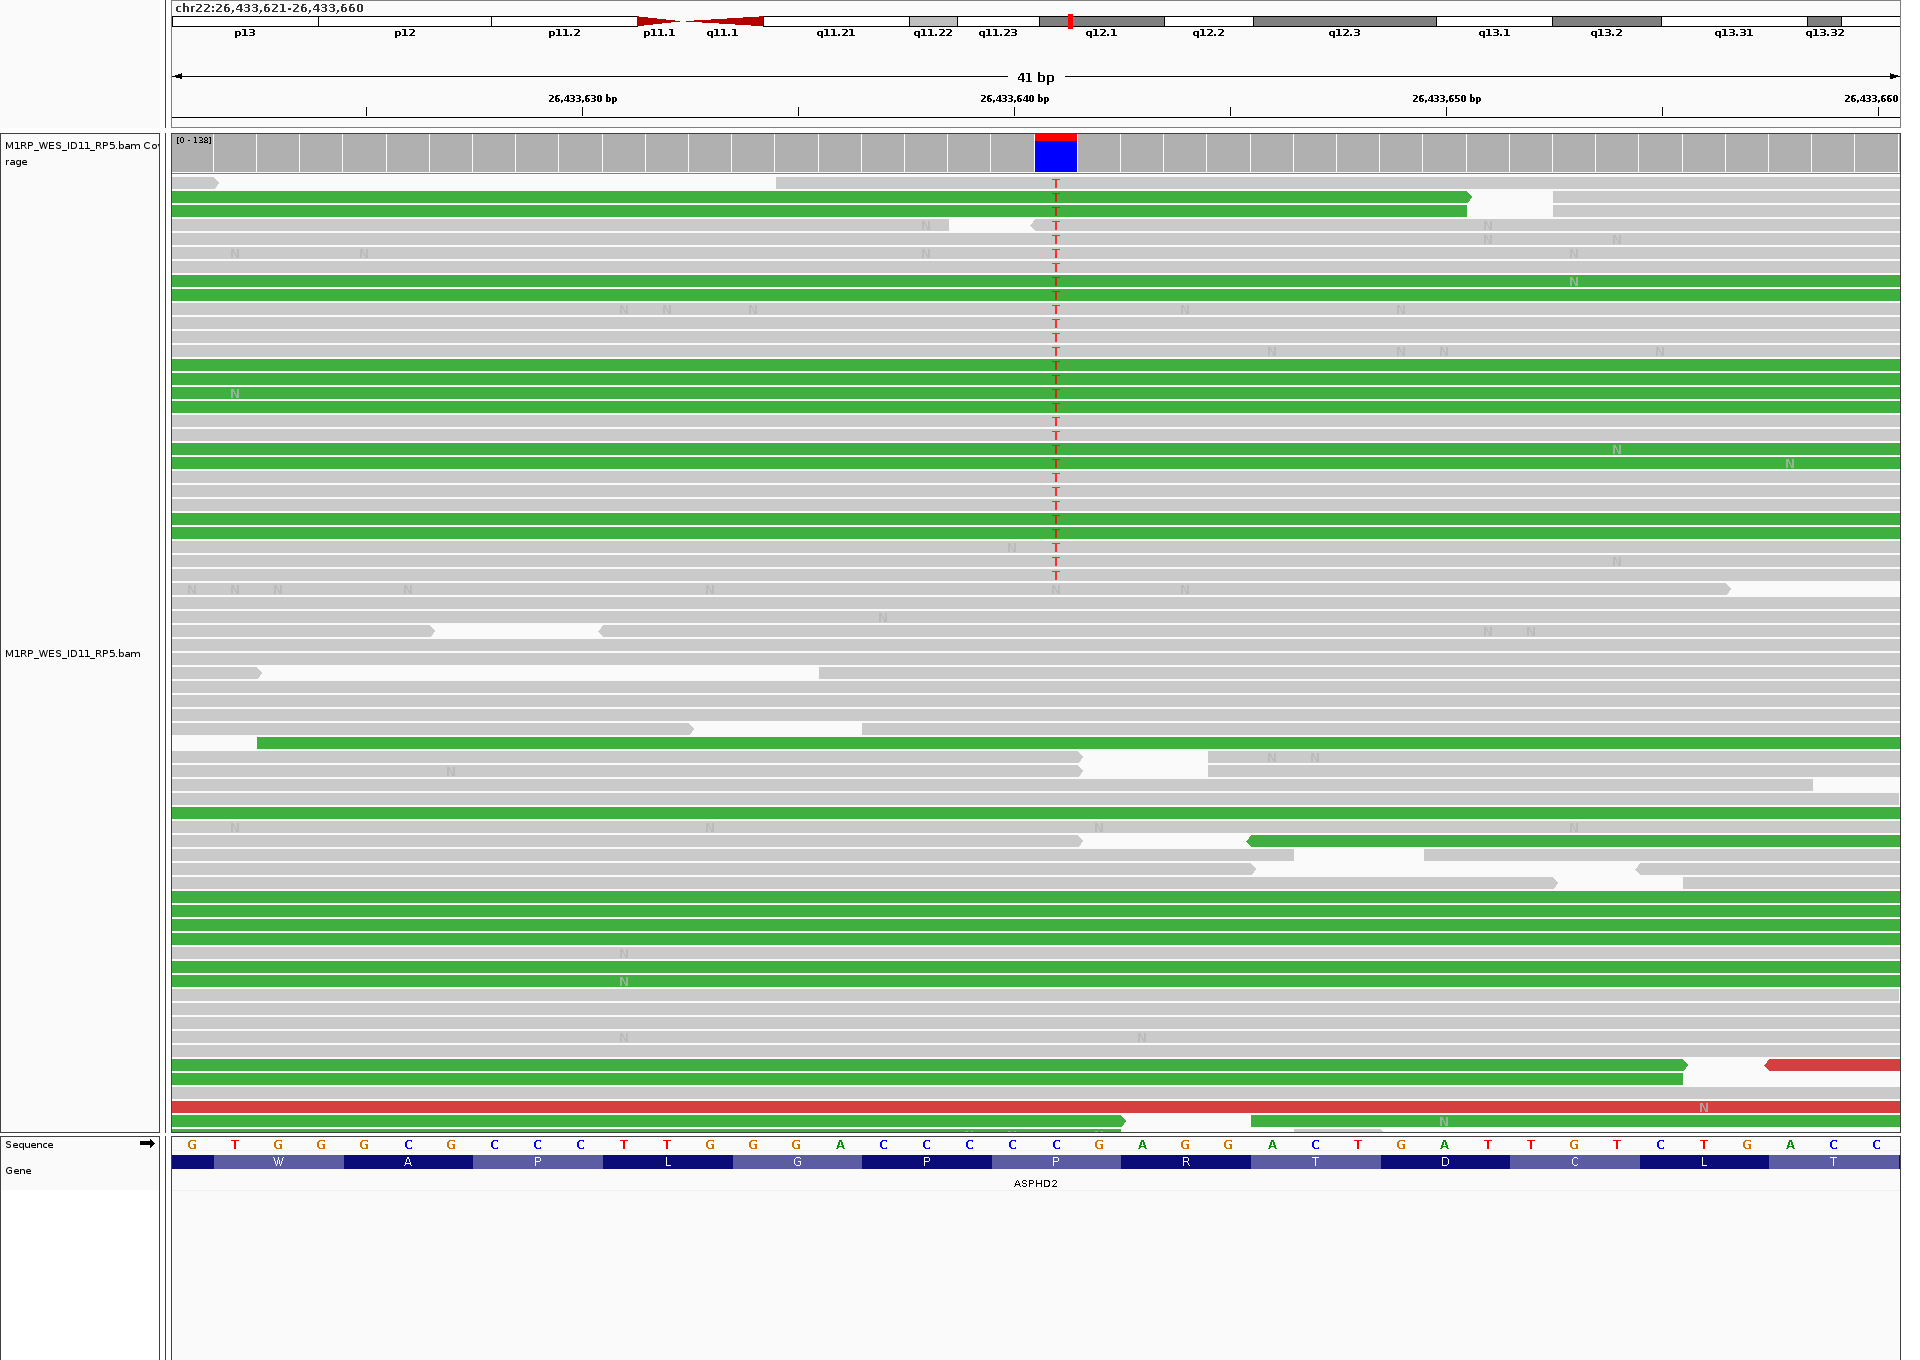 chr22:26,433,621-26,433,660
p13 p12 p11.2 p11.1 q11.1 q11.21 q11.22 q11.23 q12.1 q12.2 q12.3 q13.1 q13.2 q13.31 q13.32
41 bp
26,433,630 bp 26,433,640 bp 26,433,650 bp 26,433,660
M1RP_WES_ID11_RP5.bam Co
rage
[0 - 138]
T
T
T
N T N
T N N
N N N T N
T
T N
T
N N N T N N
T
T
T N N N N
T
T
N T
T
T
T
T N
T N
T
T
T
T
T
N T
T N
T
N N N N N N N
N
N N
M1RP_WES_ID11_RP5.bam
N N
N
N N N N
N
N
N N
N
N
Sequence G T G G G C G C C C T T G G G A C C C C C G A G G A C T G A T T G T C T G A C C
Gene W A P L G P P R T D C L T
ASPHD2